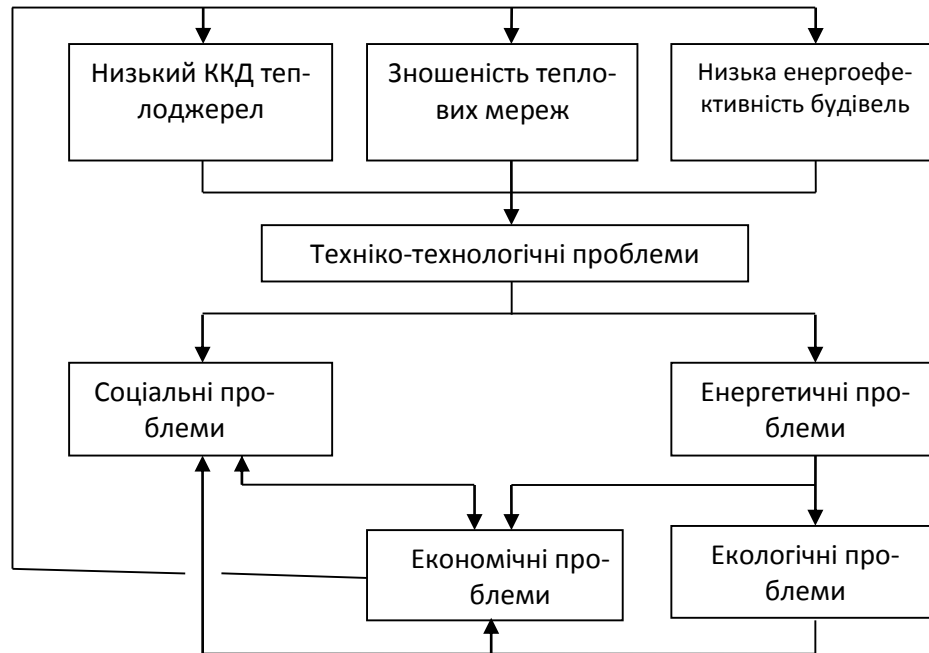 Низький ККД теп-
лоджерел
Зношеність тепло-
вих мереж
Низька енергоефе-
ктивність будівель
Техніко-технологічні проблеми
Соціальні про-
блеми
Енергетичні про-
блеми
Економічні про-
блеми
Екологічні про-
блеми